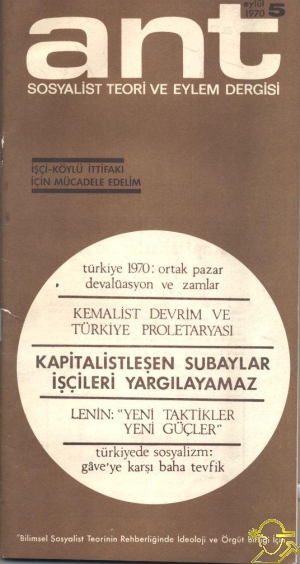 ant
eylül
1970 5
SOSYALİST TEORİ VE EYLEM DERGİSİ
İŞÇİ-KÖYLÜ İTTİFAKI
İÇİN MÜCADELE EDELİM
türkiye 1970: ortak pazar
devalüasyon ve zamlar
KEMALİST DEVRİM VE
TÜRKİYE PROLETARYASI
KAPİTALİSTLEŞEN SUBAYLAR
İŞÇİLERİ YARGILAYAMAZ
LENİN: "YENİ TAKTİKLER
YENİ GÜÇLER"
türkiyede sosyalizm:
gâve'ye karşı baha tevfik
"Bilimsel Sosyalist Teorinin Rehberliğinde İdeoloji ve Örgüt Birliği İçin